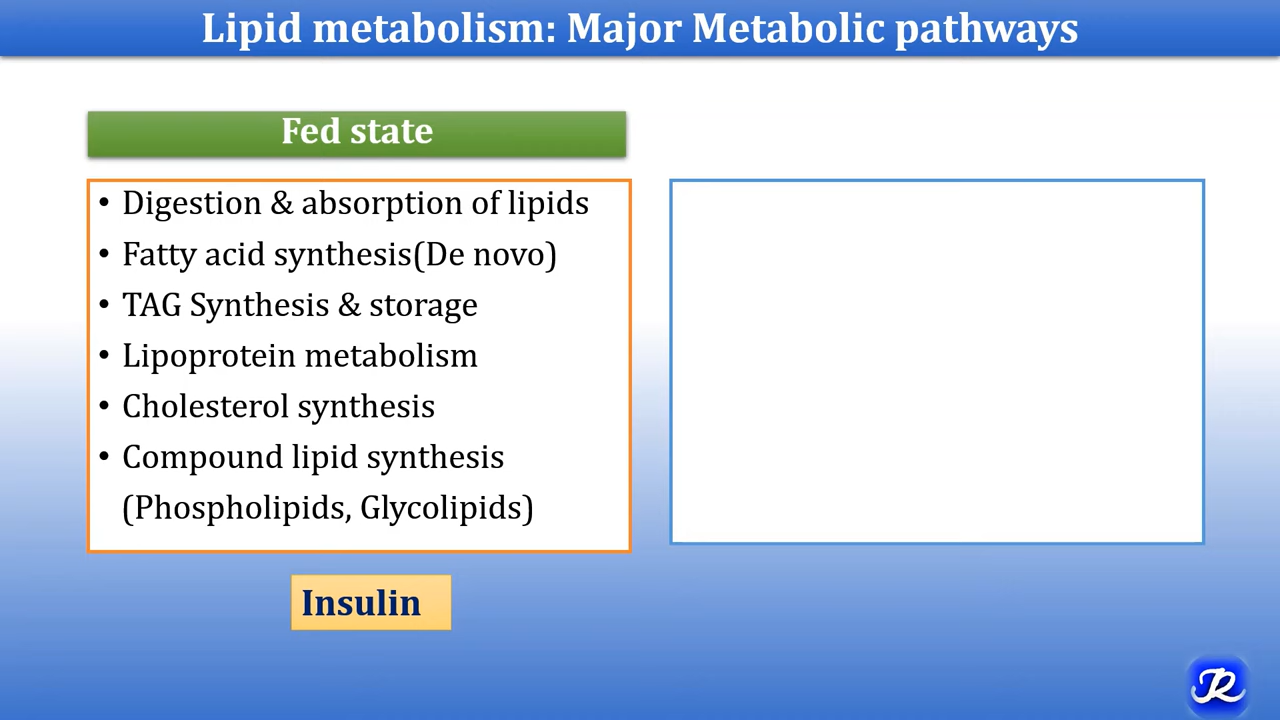 Lipid metabolism: Major Metabolic pathways
Fed state
• Digestion & absorption of lipids
• Fatty acid synthesis(De novo)
• TAG Synthesis & storage
• Lipoprotein metabolism
• Cholesterol synthesis
• Compound lipid synthesis
(Phospholipids, Glycolipids)
Insulin